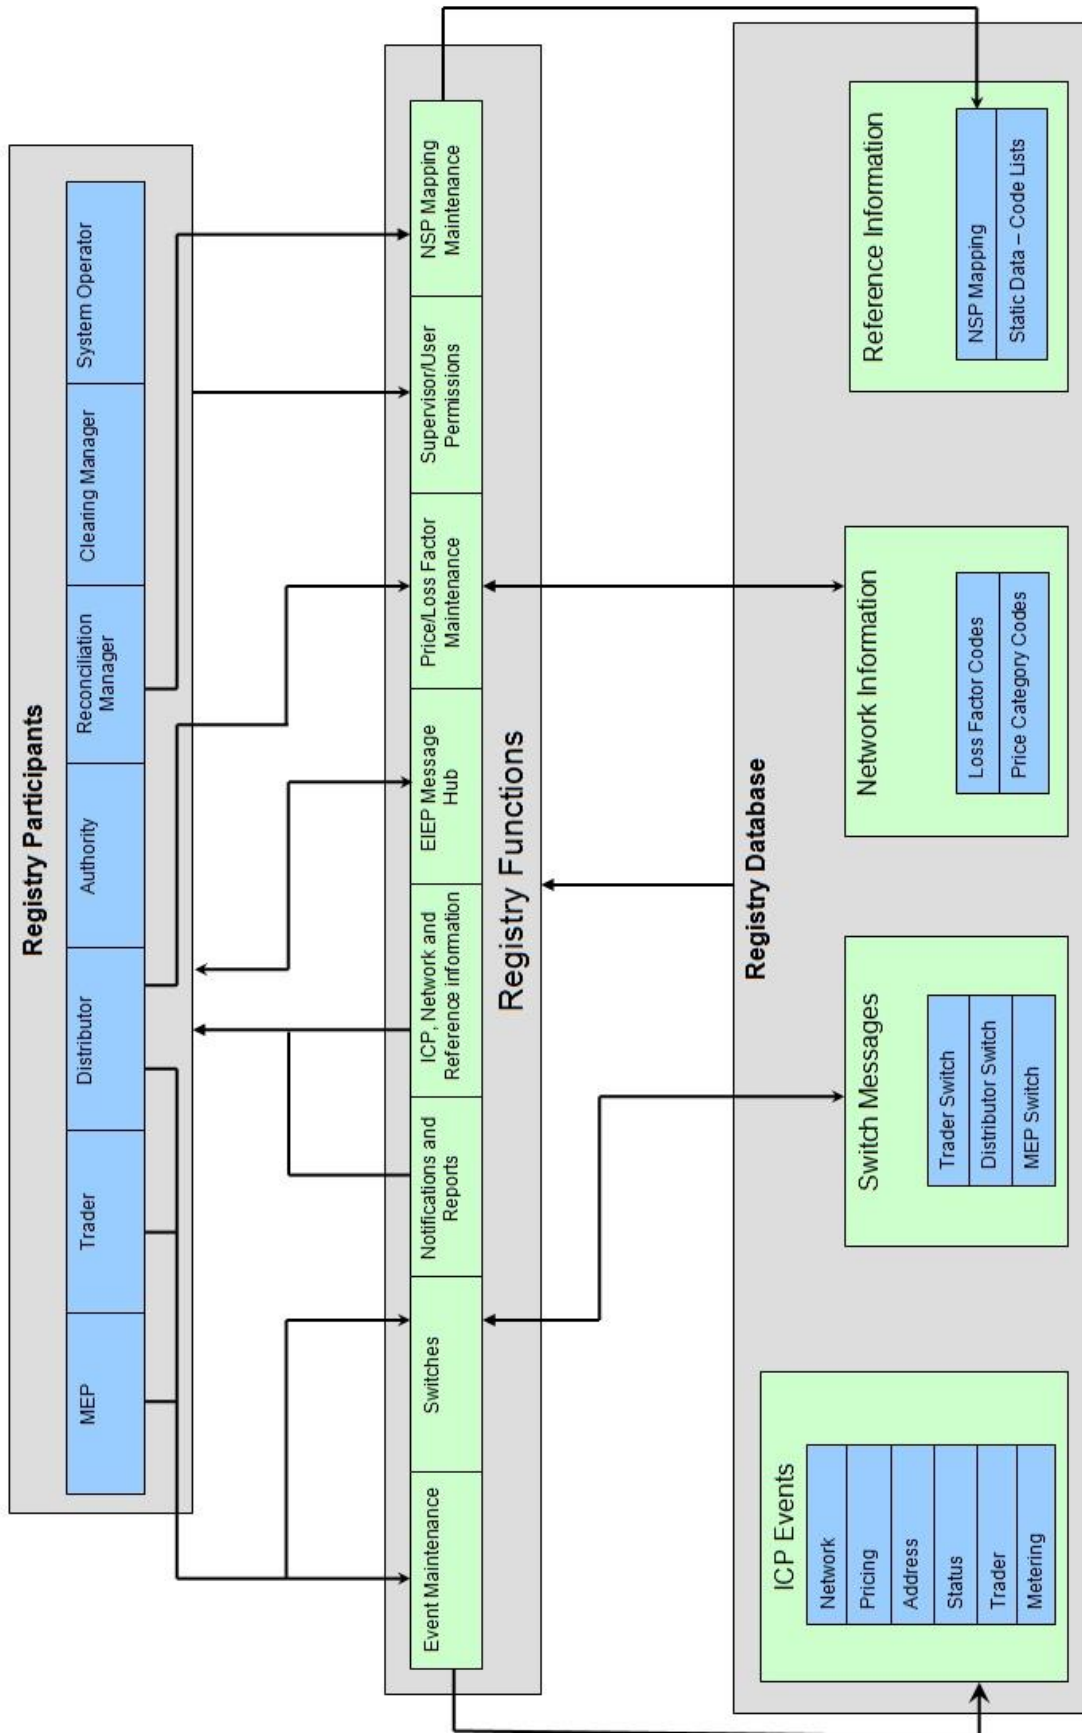 Registry Participants
MEP
Trader
Distributor
Authority
Reconciliation
Manager
Clearing Manager
System Operator
Event Maintenance
Switches
Notifications and
Reports
ICP, Network and
Reference information
EIEP Message
Hub
Price/Loss Factor
Maintenance
Supervisor/User
Permissions
NSP Mapping
Maintenance
Registry Functions
Registry Database
ICP Events
Network
Pricing
Address
Status
Trader
Metering
Switch Messages
Trader Switch
Distributor Switch
MEP Switch
Network Information
Loss Factor Codes
Price Category Codes
Reference Information
NSP Mapping
Static Data – Code Lists